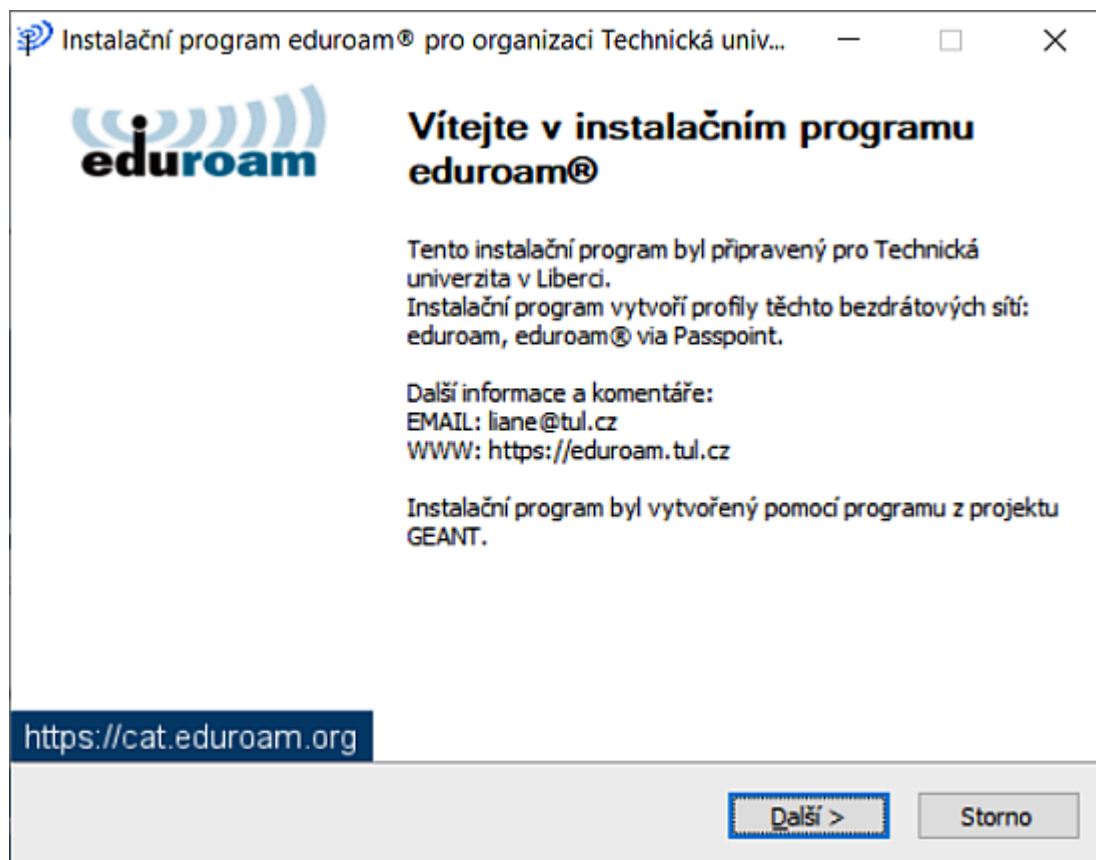 Instalační program eduroam® pro organizaci Technická univ...
eduroam
Vítejte v instalačním programu
eduroam®
Tento instalační program byl připravený pro Technická
univerzita v Liberci.
Instalační program vytvoří profily těchto bezdrátových sítí:
eduroam, eduroam® via Passpoint.
Další informace a komentáře:
EMAIL: liane@tul.cz
WWW: https://eduroam.tul.cz
Instalační program byl vytvořený pomocí programu z projektu
GEANT.
https://cat.eduroam.org
Další >
Storno